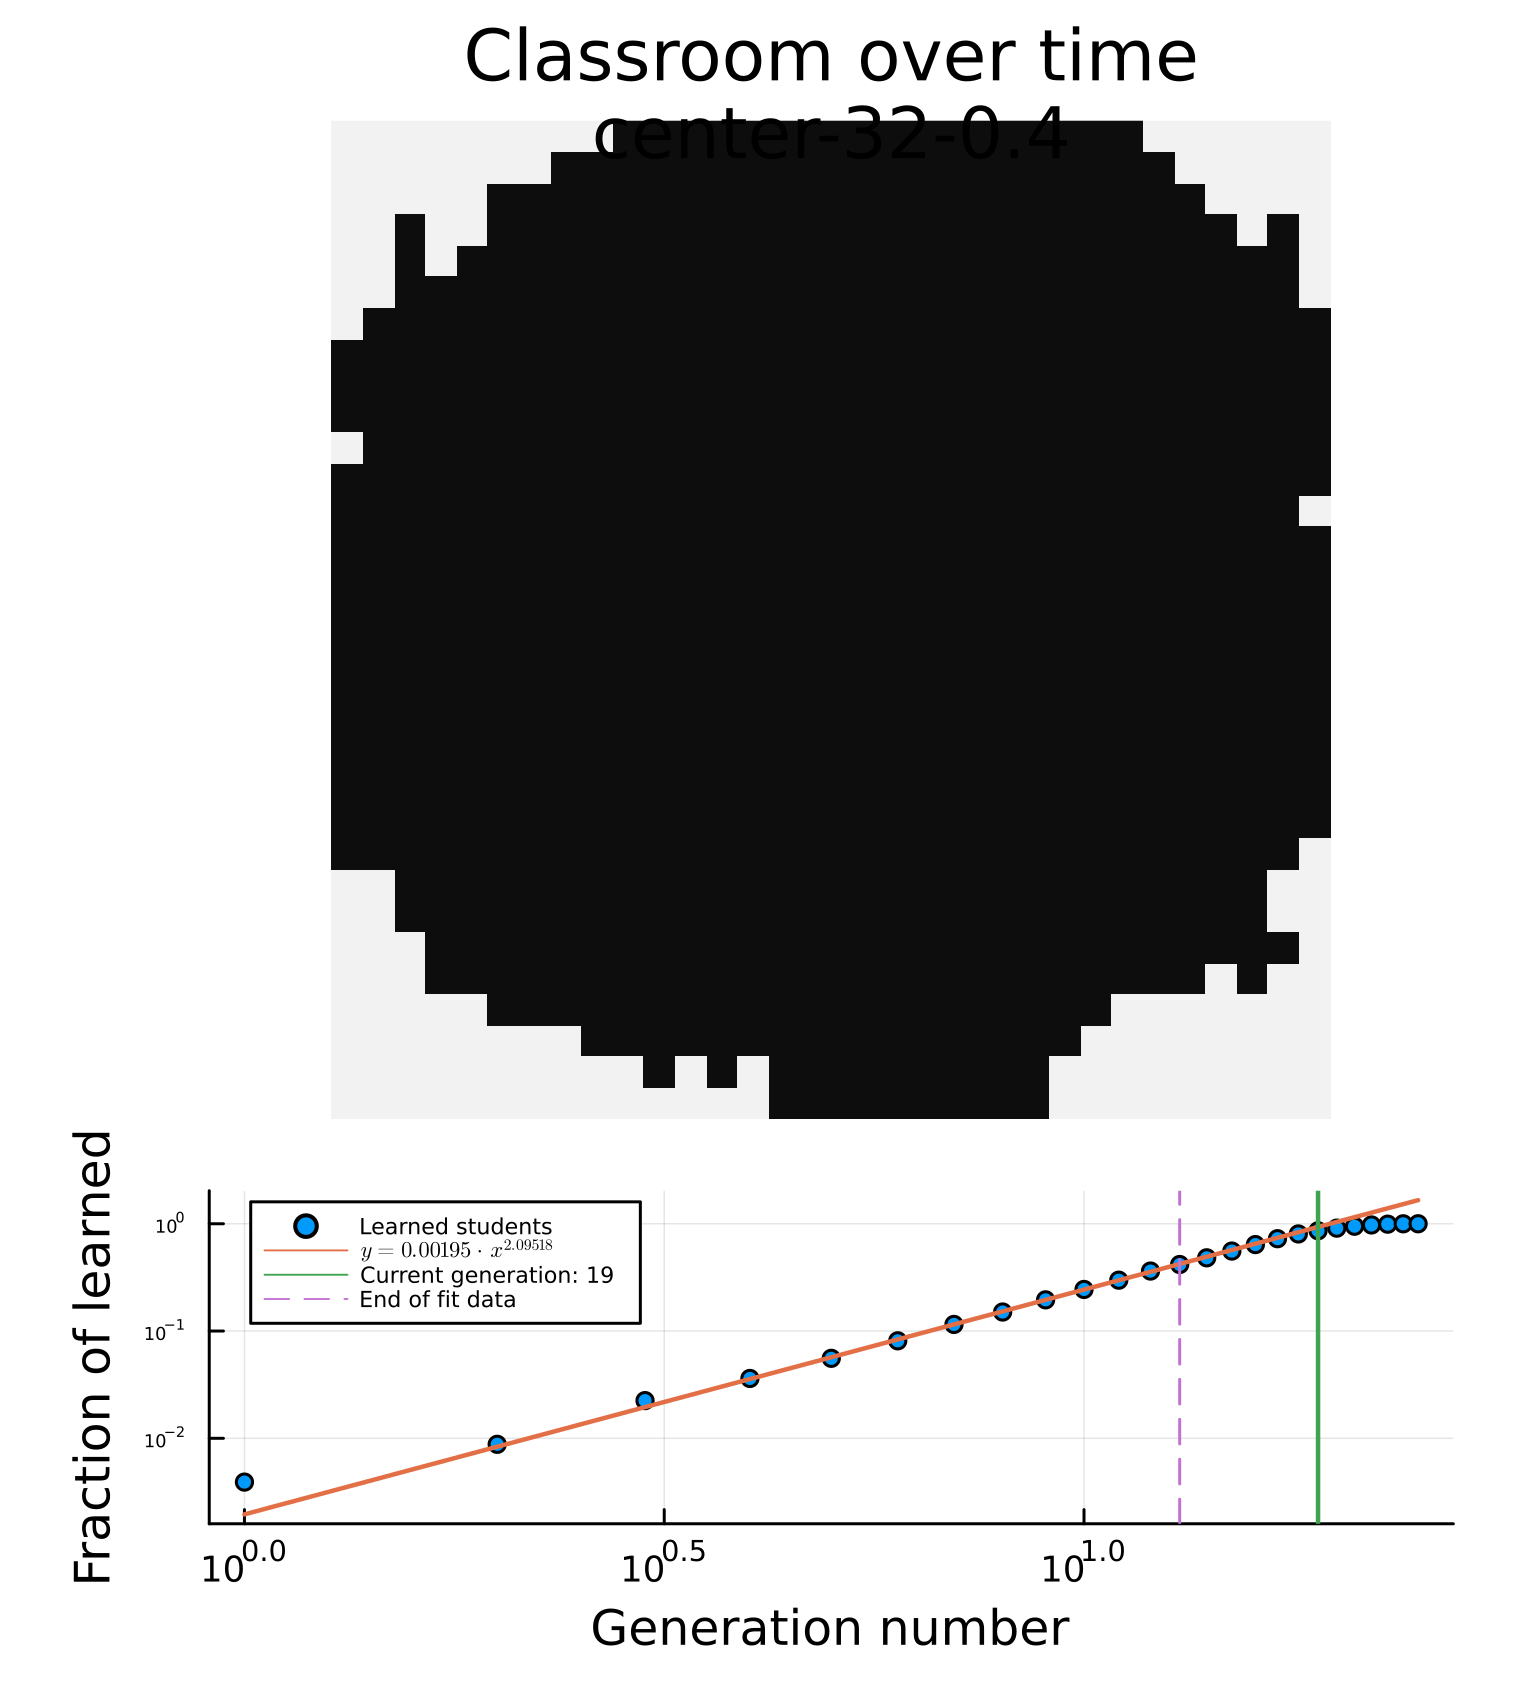 Classroom over time
center-32-0.4
Fraction of learned
10^0
10^−1
10^−2
Learned students
y = 0.00195 · x^2.09518
Current generation: 19
End of fit data
10^0.0
10^0.5
10^1.0
Generation number